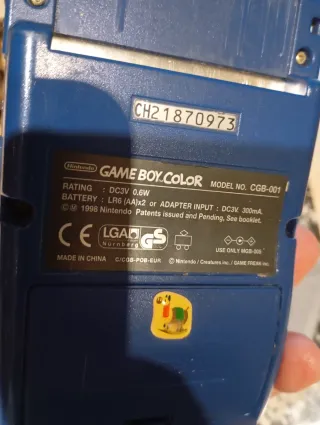 CH21870973
Nintendo GAME BOY COLOR MODEL NO. CGB-001
RATING : DC3V 0.6W
BATTERY : LR6 (AA)x2 or ADAPTER INPUT : DC3V 300mA
© ® 1998 Nintendo Patents issued and Pending, See booklet.
CE LGA Nürnberg GS
USE ONLY MGB-005
MADE IN CHINA C/CGB-POB-EUR © Nintendo / Creatures inc. / GAME FREAK inc.